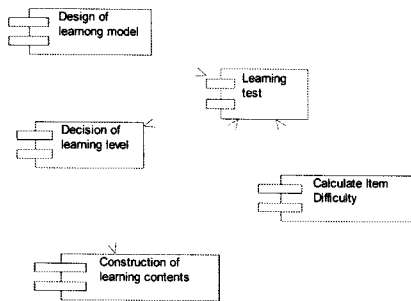 Design of
learnong model
Learning
test
Decision of
learning level
Calculate Item
Difficulty
Construction of
learning contents